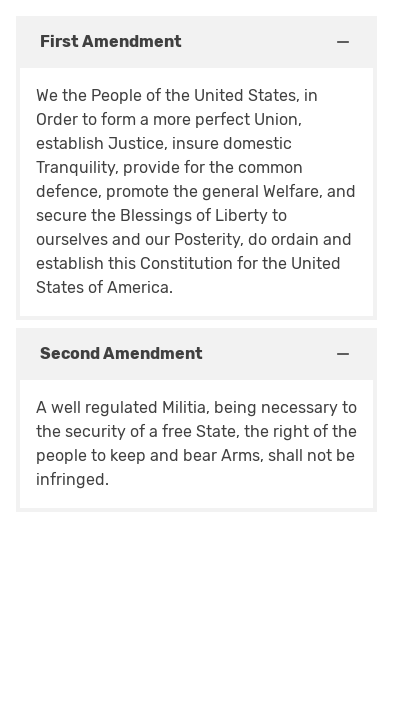 First Amendment
We the People of the United States, in
Order to form a more perfect Union,
establish Justice, insure domestic
Tranquility, provide for the common
defence, promote the general Welfare, and
secure the Blessings of Liberty to
ourselves and our Posterity, do ordain and
establish this Constitution for the United
States of America.
Second Amendment
A well regulated Militia, being necessary to
the security of a free State, the right of the
people to keep and bear Arms, shall not be
infringed.